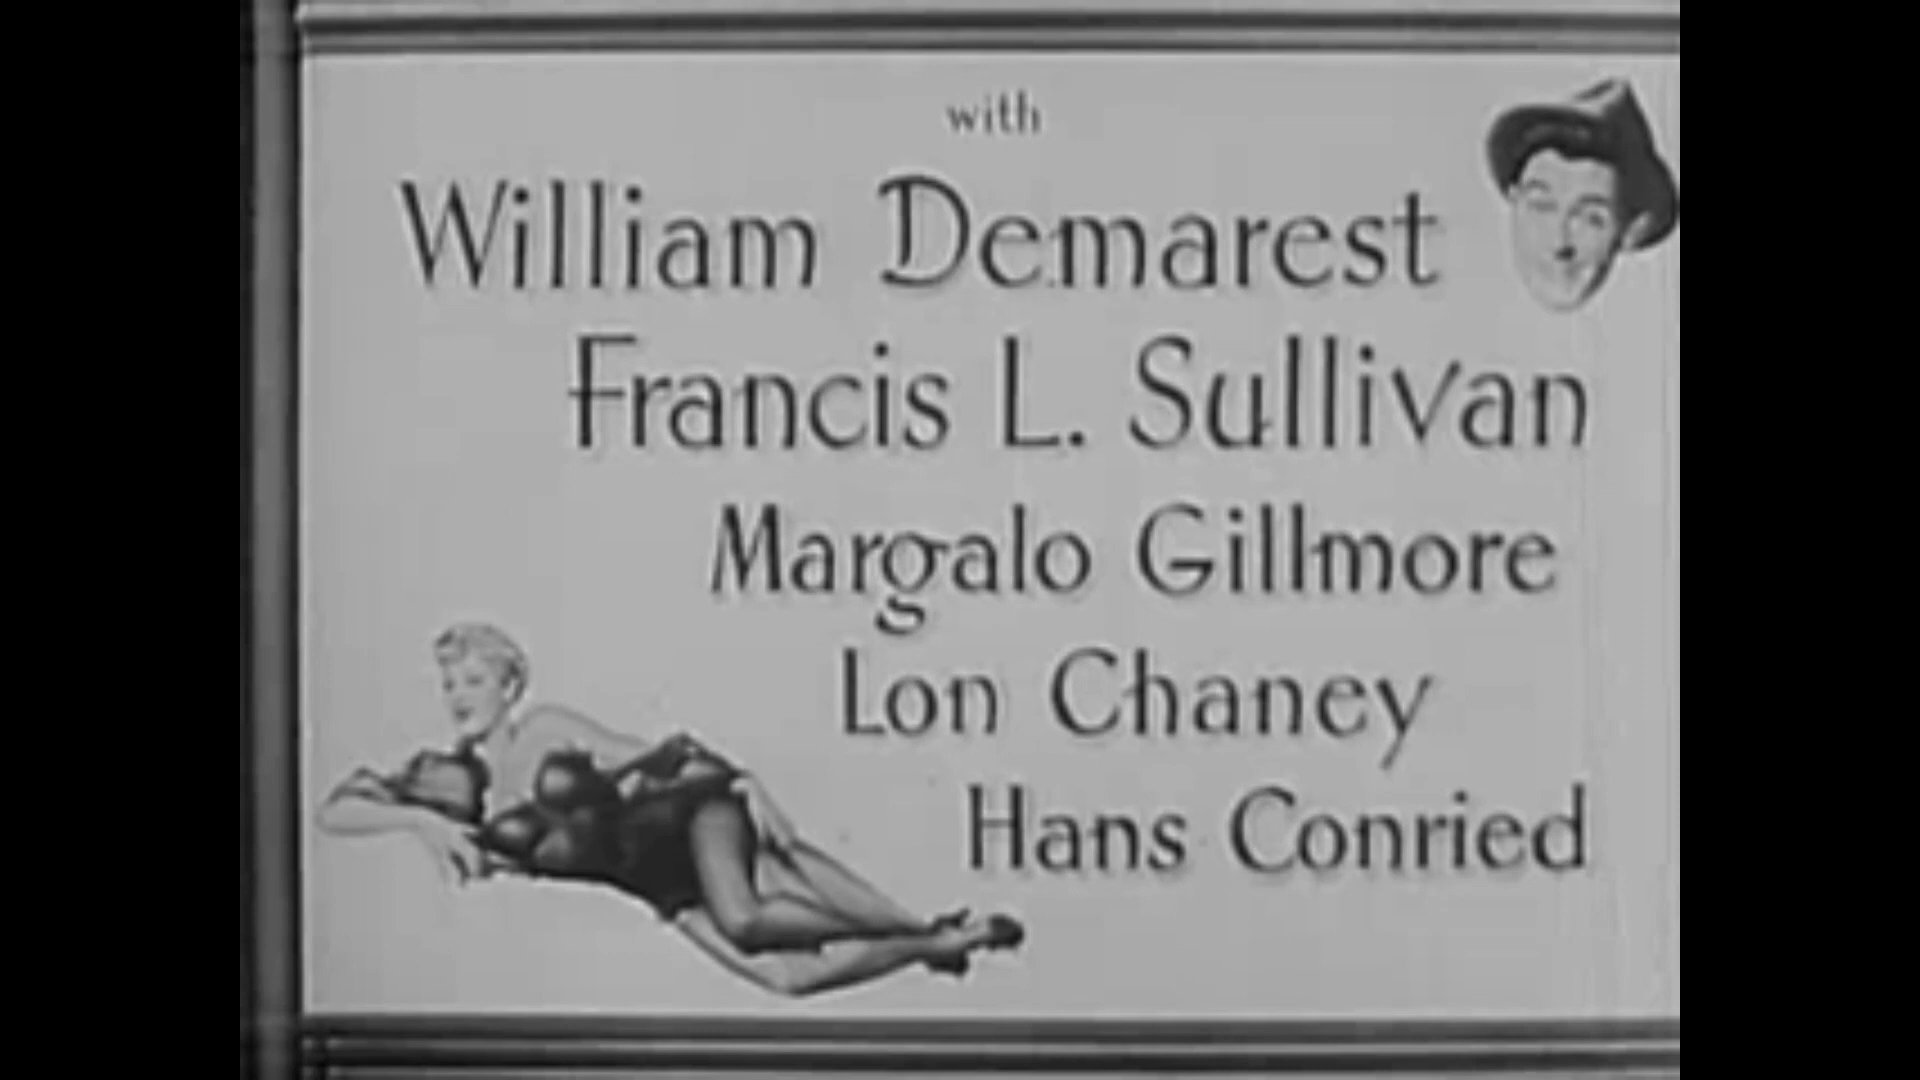 with
William Demarest
Francis L. Sullivan
Margalo Gillmore
Lon Chaney
Hans Conried